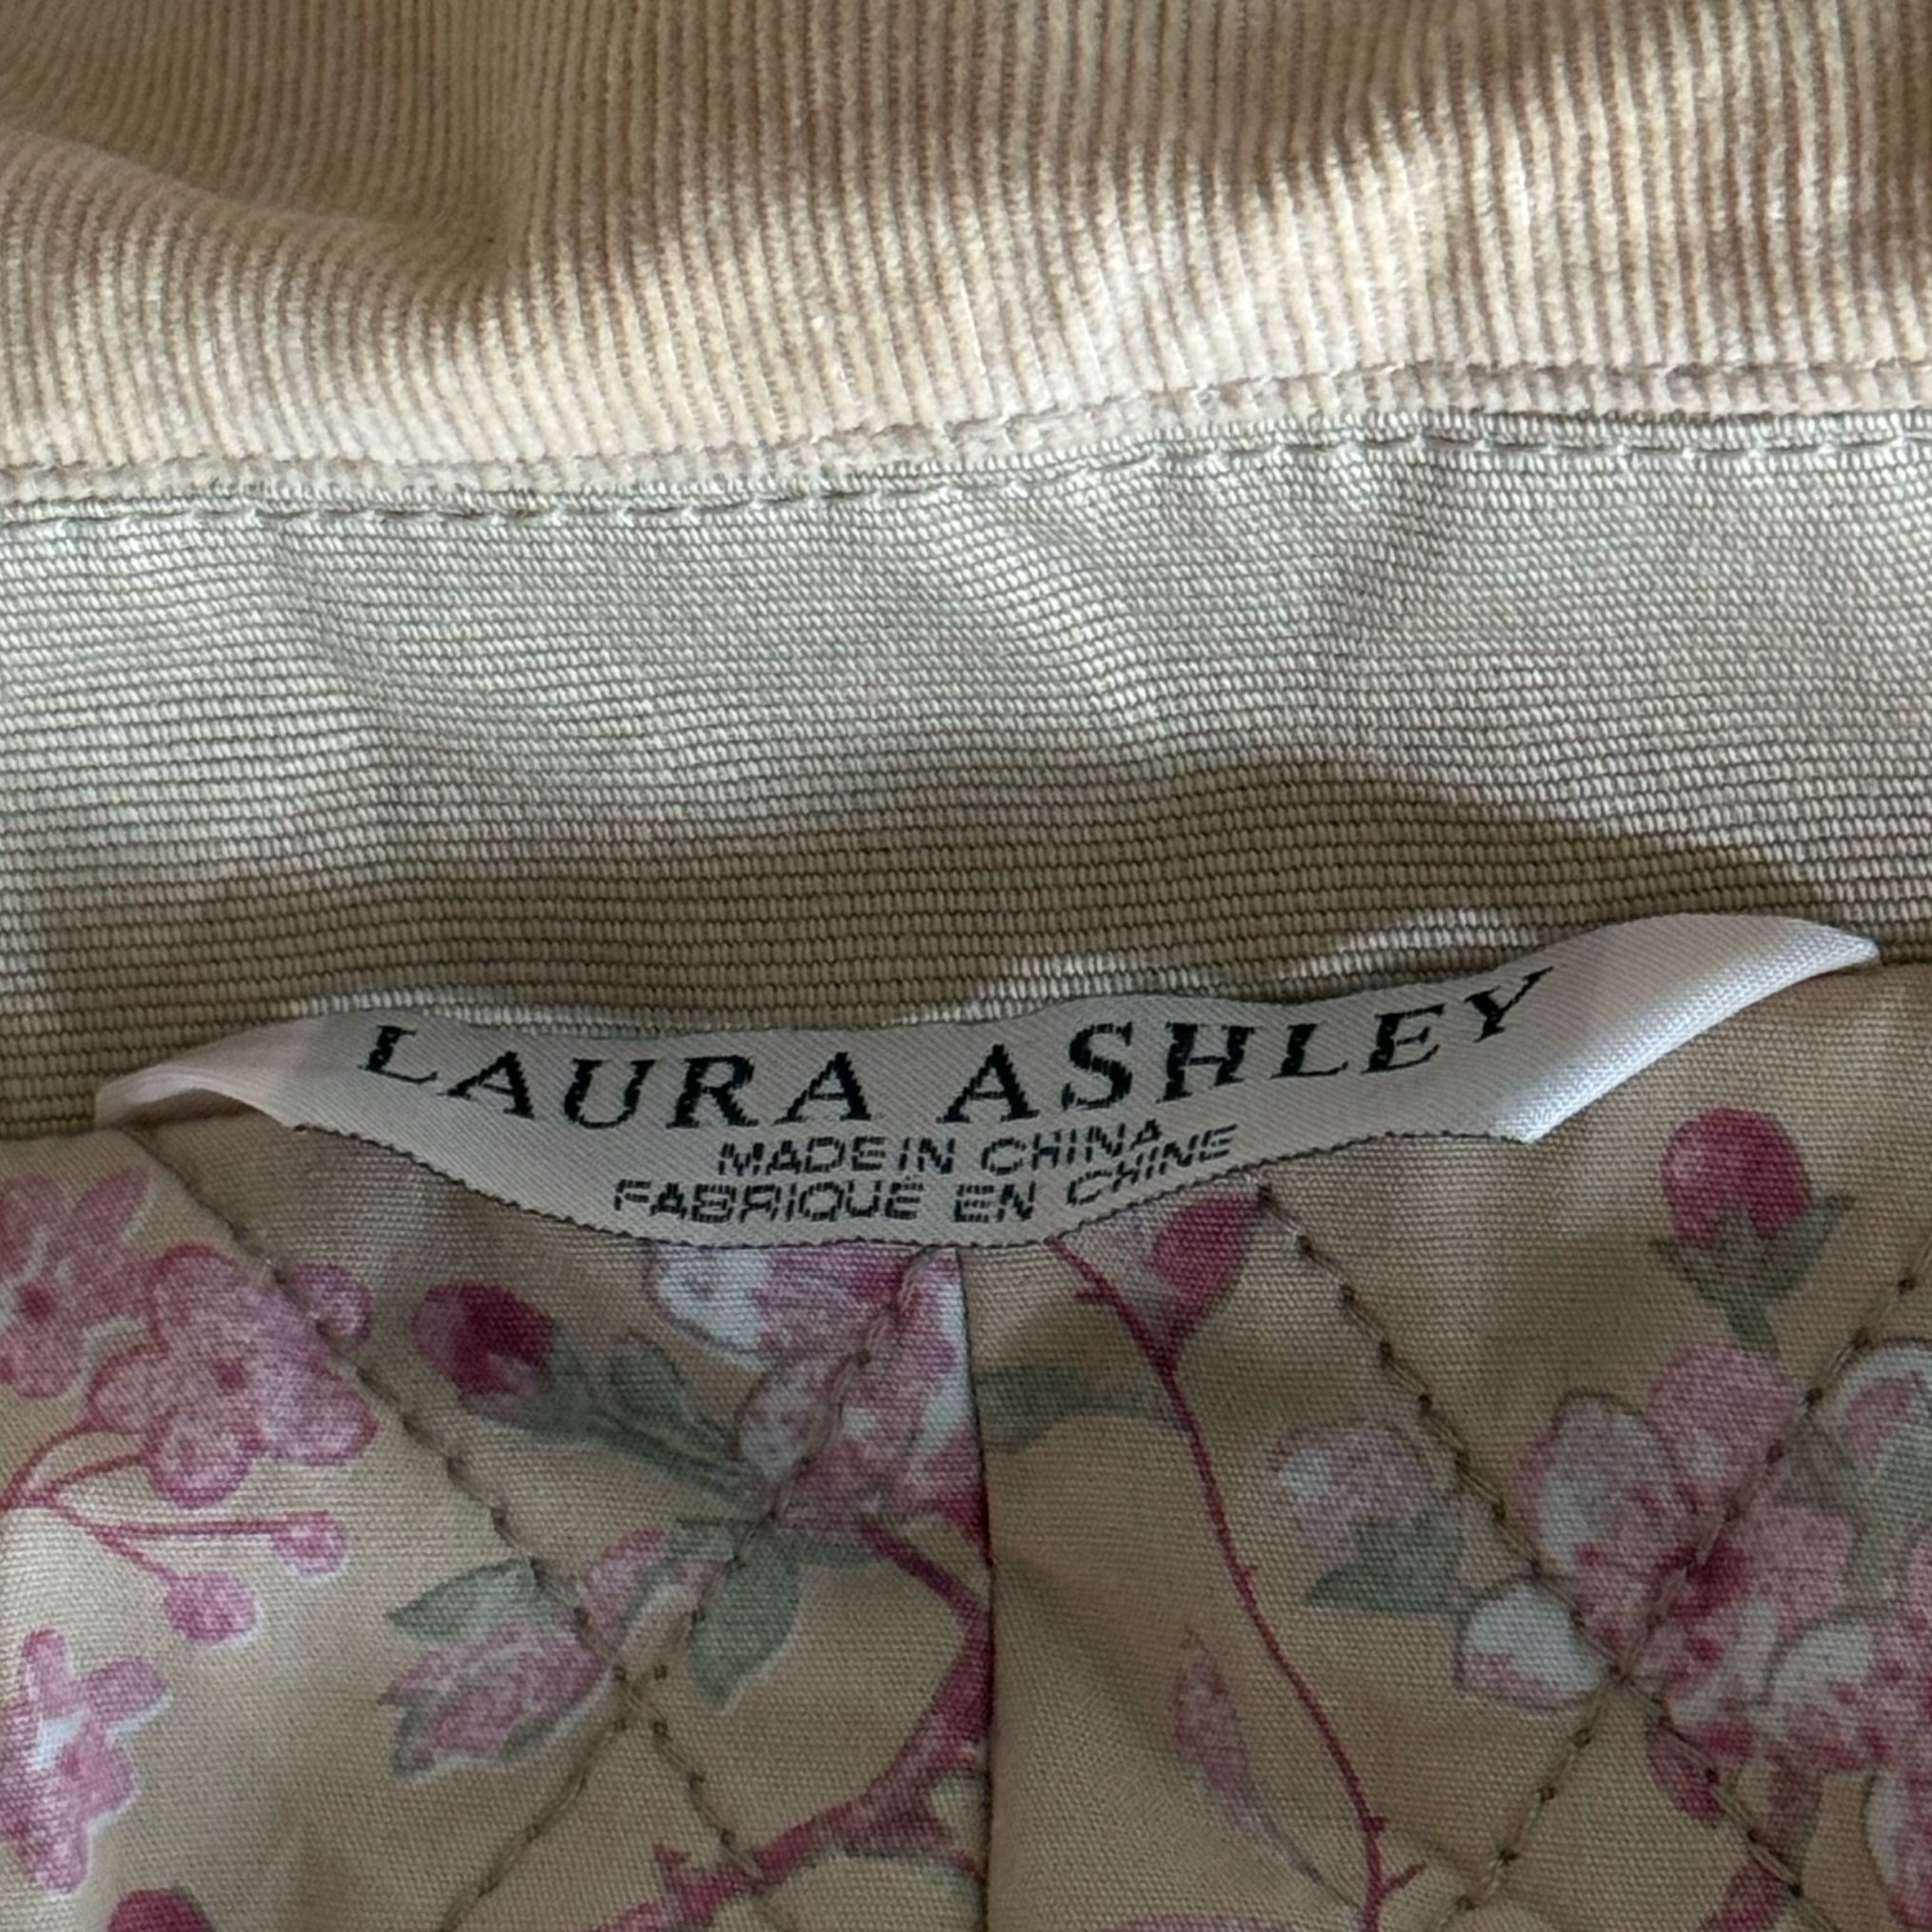 LAURA ASHLEY
MADE IN CHINA
FABRIQUÉ EN CHINE